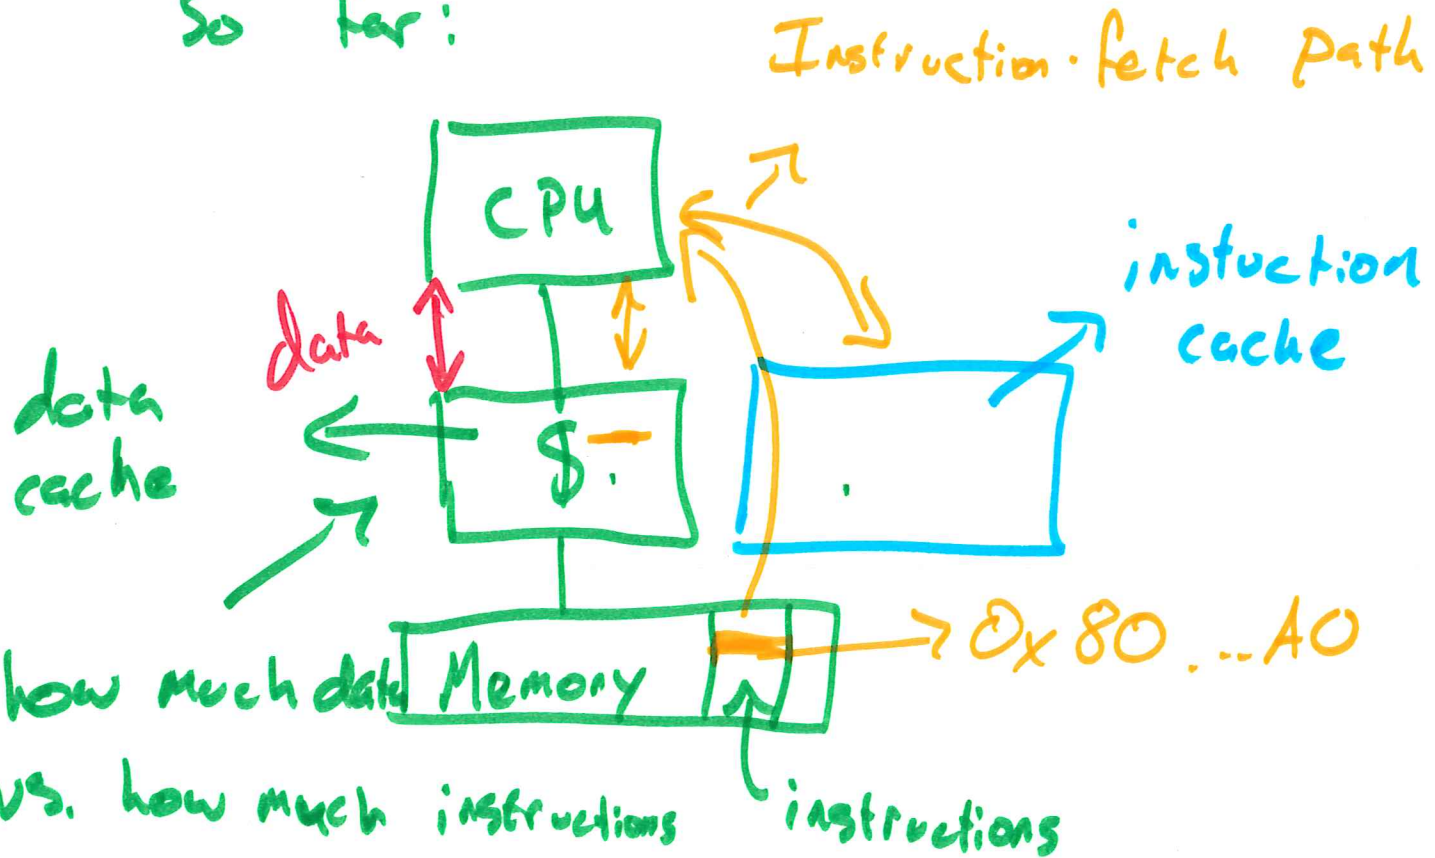 So far:
Instruction-fetch path
CPU
instuction
cache
data
data
cache
$
0x80...A0
how much data
Memory
vs. how much instructions
instructions